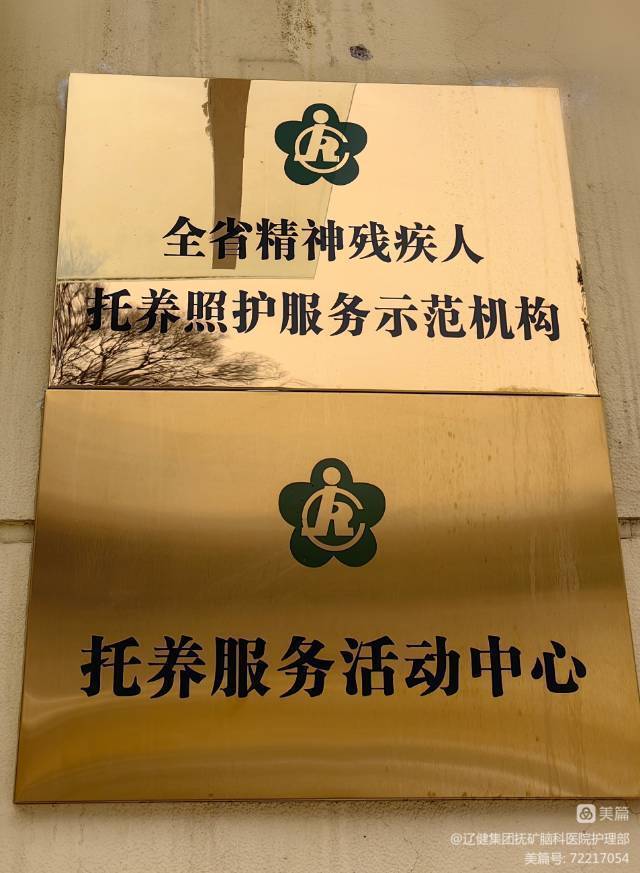 全省精神残疾人
托养照护服务示范机构
托养服务活动中心
美篇
@辽健集团抚矿脑科医院护理部
美篇号: 72217054